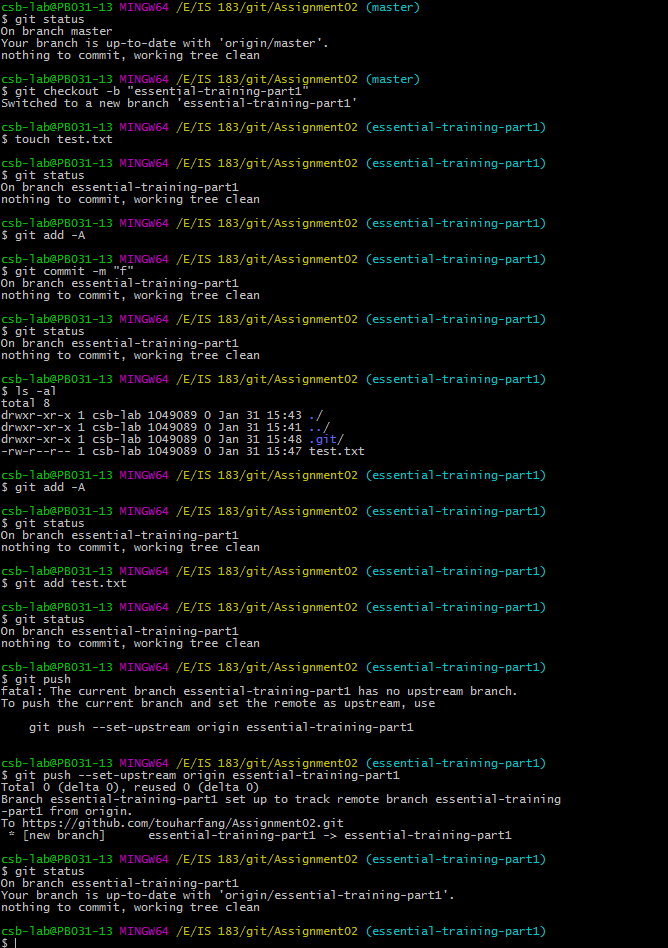 csb-lab@PB031-13 MINGW64 /E/IS 183/git/Assignment02 (master)
$ git status
On branch master
Your branch is up-to-date with 'origin/master'.
nothing to commit, working tree clean
csb-lab@PB031-13 MINGW64 /E/IS 183/git/Assignment02 (master)
$ git checkout -b "essential-training-part1"
Switched to a new branch 'essential-training-part1'
csb-lab@PB031-13 MINGW64 /E/IS 183/git/Assignment02 (essential-training-part1)
$ touch test.txt
csb-lab@PB031-13 MINGW64 /E/IS 183/git/Assignment02 (essential-training-part1)
$ git status
On branch essential-training-part1
nothing to commit, working tree clean
csb-lab@PB031-13 MINGW64 /E/IS 183/git/Assignment02 (essential-training-part1)
$ git add -A
csb-lab@PB031-13 MINGW64 /E/IS 183/git/Assignment02 (essential-training-part1)
$ git commit -m "f"
On branch essential-training-part1
nothing to commit, working tree clean
csb-lab@PB031-13 MINGW64 /E/IS 183/git/Assignment02 (essential-training-part1)
$ git status
On branch essential-training-part1
nothing to commit, working tree clean
csb-lab@PB031-13 MINGW64 /E/IS 183/git/Assignment02 (essential-training-part1)
$ ls -al
total 8
drwxr-xr-x 1 csb-lab 1049089 0 Jan 31 15:43 ./
drwxr-xr-x 1 csb-lab 1049089 0 Jan 31 15:41 ../
drwxr-xr-x 1 csb-lab 1049089 0 Jan 31 15:48 .git/
-rw-r--r-- 1 csb-lab 1049089 0 Jan 31 15:47 test.txt
csb-lab@PB031-13 MINGW64 /E/IS 183/git/Assignment02 (essential-training-part1)
$ git add -A
csb-lab@PB031-13 MINGW64 /E/IS 183/git/Assignment02 (essential-training-part1)
$ git status
On branch essential-training-part1
nothing to commit, working tree clean
csb-lab@PB031-13 MINGW64 /E/IS 183/git/Assignment02 (essential-training-part1)
$ git add test.txt
csb-lab@PB031-13 MINGW64 /E/IS 183/git/Assignment02 (essential-training-part1)
$ git status
On branch essential-training-part1
nothing to commit, working tree clean
csb-lab@PB031-13 MINGW64 /E/IS 183/git/Assignment02 (essential-training-part1)
$ git push
fatal: The current branch essential-training-part1 has no upstream branch.
To push the current branch and set the remote as upstream, use
git push --set-upstream origin essential-training-part1
csb-lab@PB031-13 MINGW64 /E/IS 183/git/Assignment02 (essential-training-part1)
$ git push --set-upstream origin essential-training-part1
Total 0 (delta 0), reused 0 (delta 0)
Branch essential-training-part1 set up to track remote branch essential-training
-part1 from origin.
To https://github.com/touharfang/Assignment02.git
* [new branch]      essential-training-part1 -> essential-training-part1
csb-lab@PB031-13 MINGW64 /E/IS 183/git/Assignment02 (essential-training-part1)
$ git status
On branch essential-training-part1
Your branch is up-to-date with 'origin/essential-training-part1'.
nothing to commit, working tree clean
csb-lab@PB031-13 MINGW64 /E/IS 183/git/Assignment02 (essential-training-part1)
$